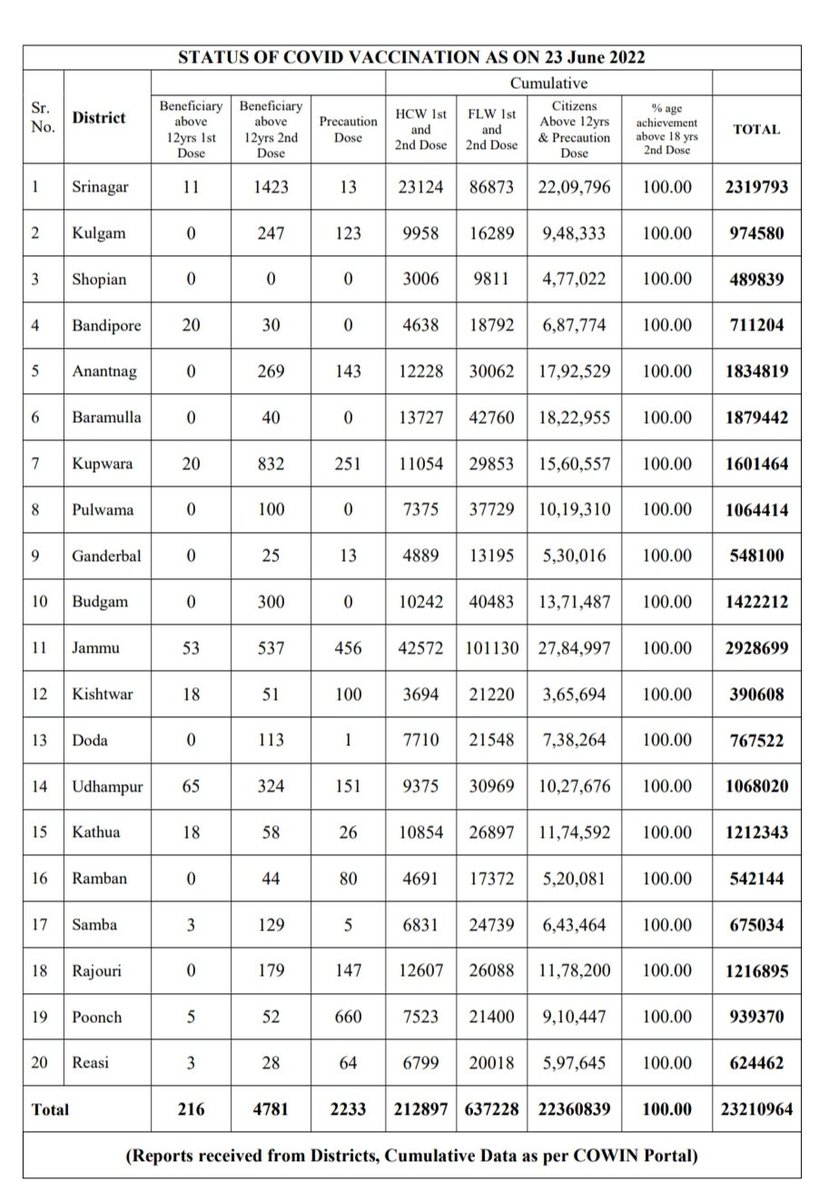 STATUS OF COVID VACCINATION AS ON 23 June 2022
Cumulative
Sr. No. District Beneficiary above 12yrs 1st Dose Beneficiary above 12yrs 2nd Dose Precaution Dose HCW 1st and 2nd Dose FLW 1st and 2nd Dose Citizens Above 12yrs & Precaution Dose % age achievement above 18 yrs 2nd Dose TOTAL
1 Srinagar 11 1423 13 23124 86873 22,09,796 100.00 2319793
2 Kulgam 0 247 123 9958 16289 9,48,333 100.00 974580
3 Shopian 0 0 0 3006 9811 4,77,022 100.00 489839
4 Bandipore 20 30 0 4638 18792 6,87,774 100.00 711204
5 Anantnag 0 269 143 12228 30062 17,92,529 100.00 1834819
6 Baramulla 0 40 0 13727 42760 18,22,955 100.00 1879442
7 Kupwara 20 832 251 11054 29853 15,60,557 100.00 1601464
8 Pulwama 0 100 0 7375 37729 10,19,310 100.00 1064414
9 Ganderbal 0 25 13 4889 13195 5,30,016 100.00 548100
10 Budgam 0 300 0 10242 40483 13,71,487 100.00 1422212
11 Jammu 53 537 456 42572 101130 27,84,997 100.00 2928699
12 Kishtwar 18 51 100 3694 21220 3,65,694 100.00 390608
13 Doda 0 113 1 7710 21548 7,38,264 100.00 767522
14 Udhampur 65 324 151 9375 30969 10,27,676 100.00 1068020
15 Kathua 18 58 26 10854 26897 11,74,592 100.00 1212343
16 Ramban 0 44 80 4691 17372 5,20,081 100.00 542144
17 Samba 3 129 5 6831 24739 6,43,464 100.00 675034
18 Rajouri 0 179 147 12607 26088 11,78,200 100.00 1216895
19 Poonch 5 52 660 7523 21400 9,10,447 100.00 939370
20 Reasi 3 28 64 6799 20018 5,97,645 100.00 624462
Total 216 4781 2233 212897 637228 22360839 100.00 23210964
(Reports received from Districts, Cumulative Data as per COWIN Portal)